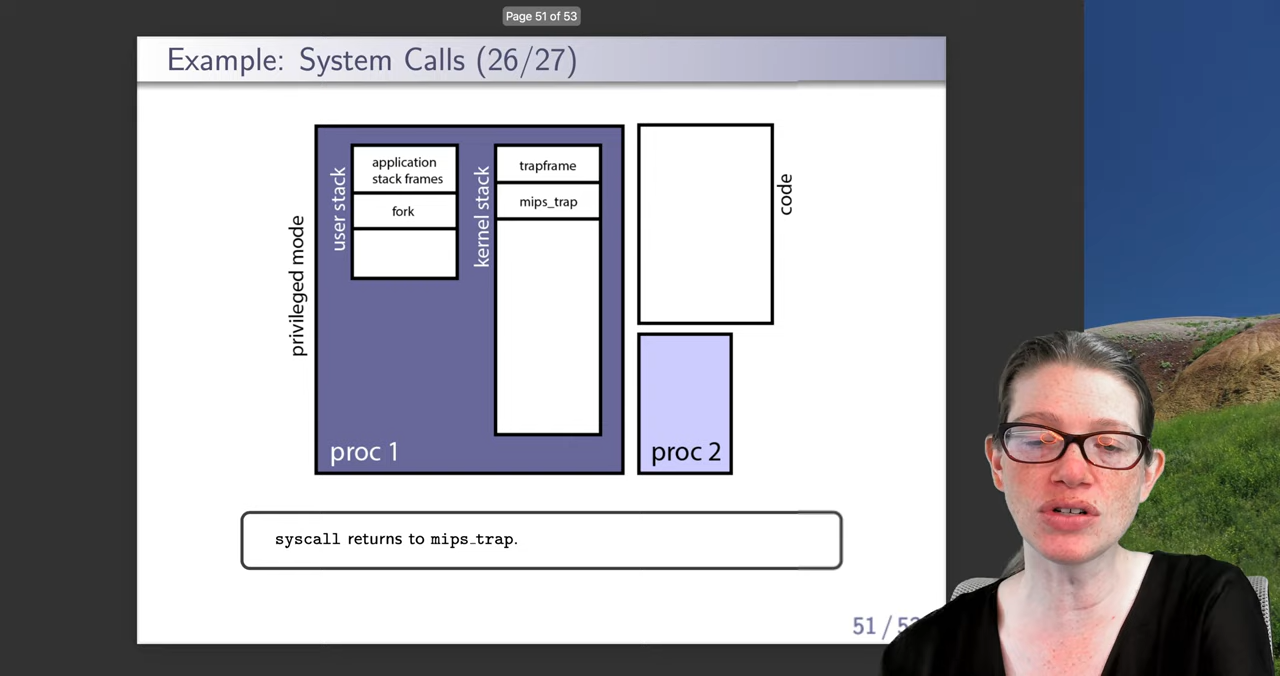 Page 51 of 53
Example: System Calls (26/27)
privileged mode
user stack
application
stack frames
fork
kernel stack
trapframe
mips_trap
code
proc 1
proc 2
syscall returns to mips_trap.
51 / 53